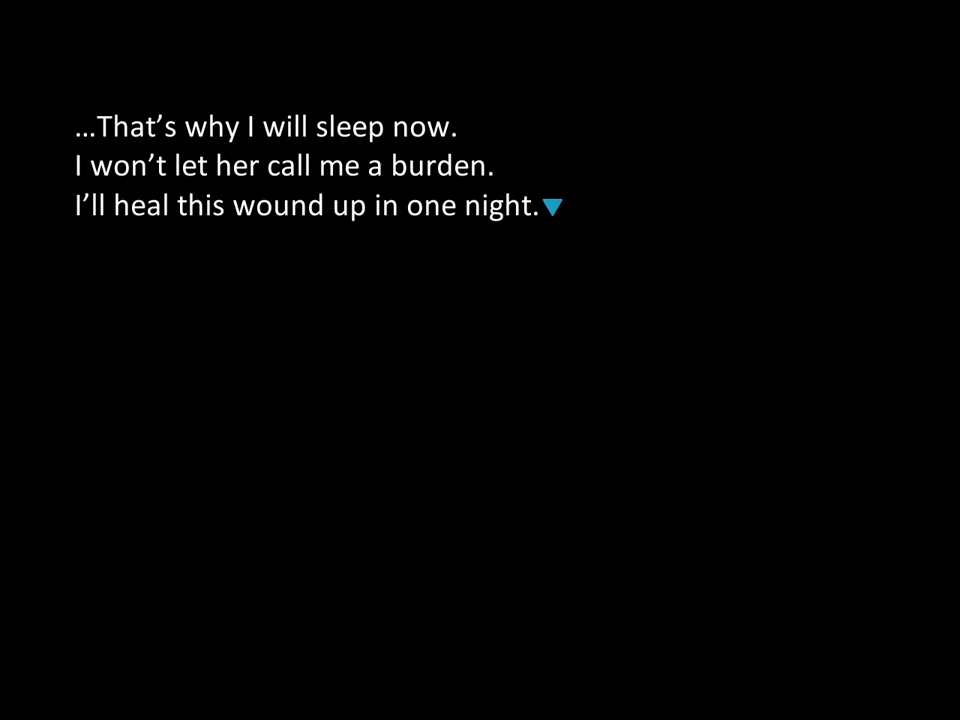 …That’s why I will sleep now.
I won’t let her call me a burden.
I’ll heal this wound up in one night.